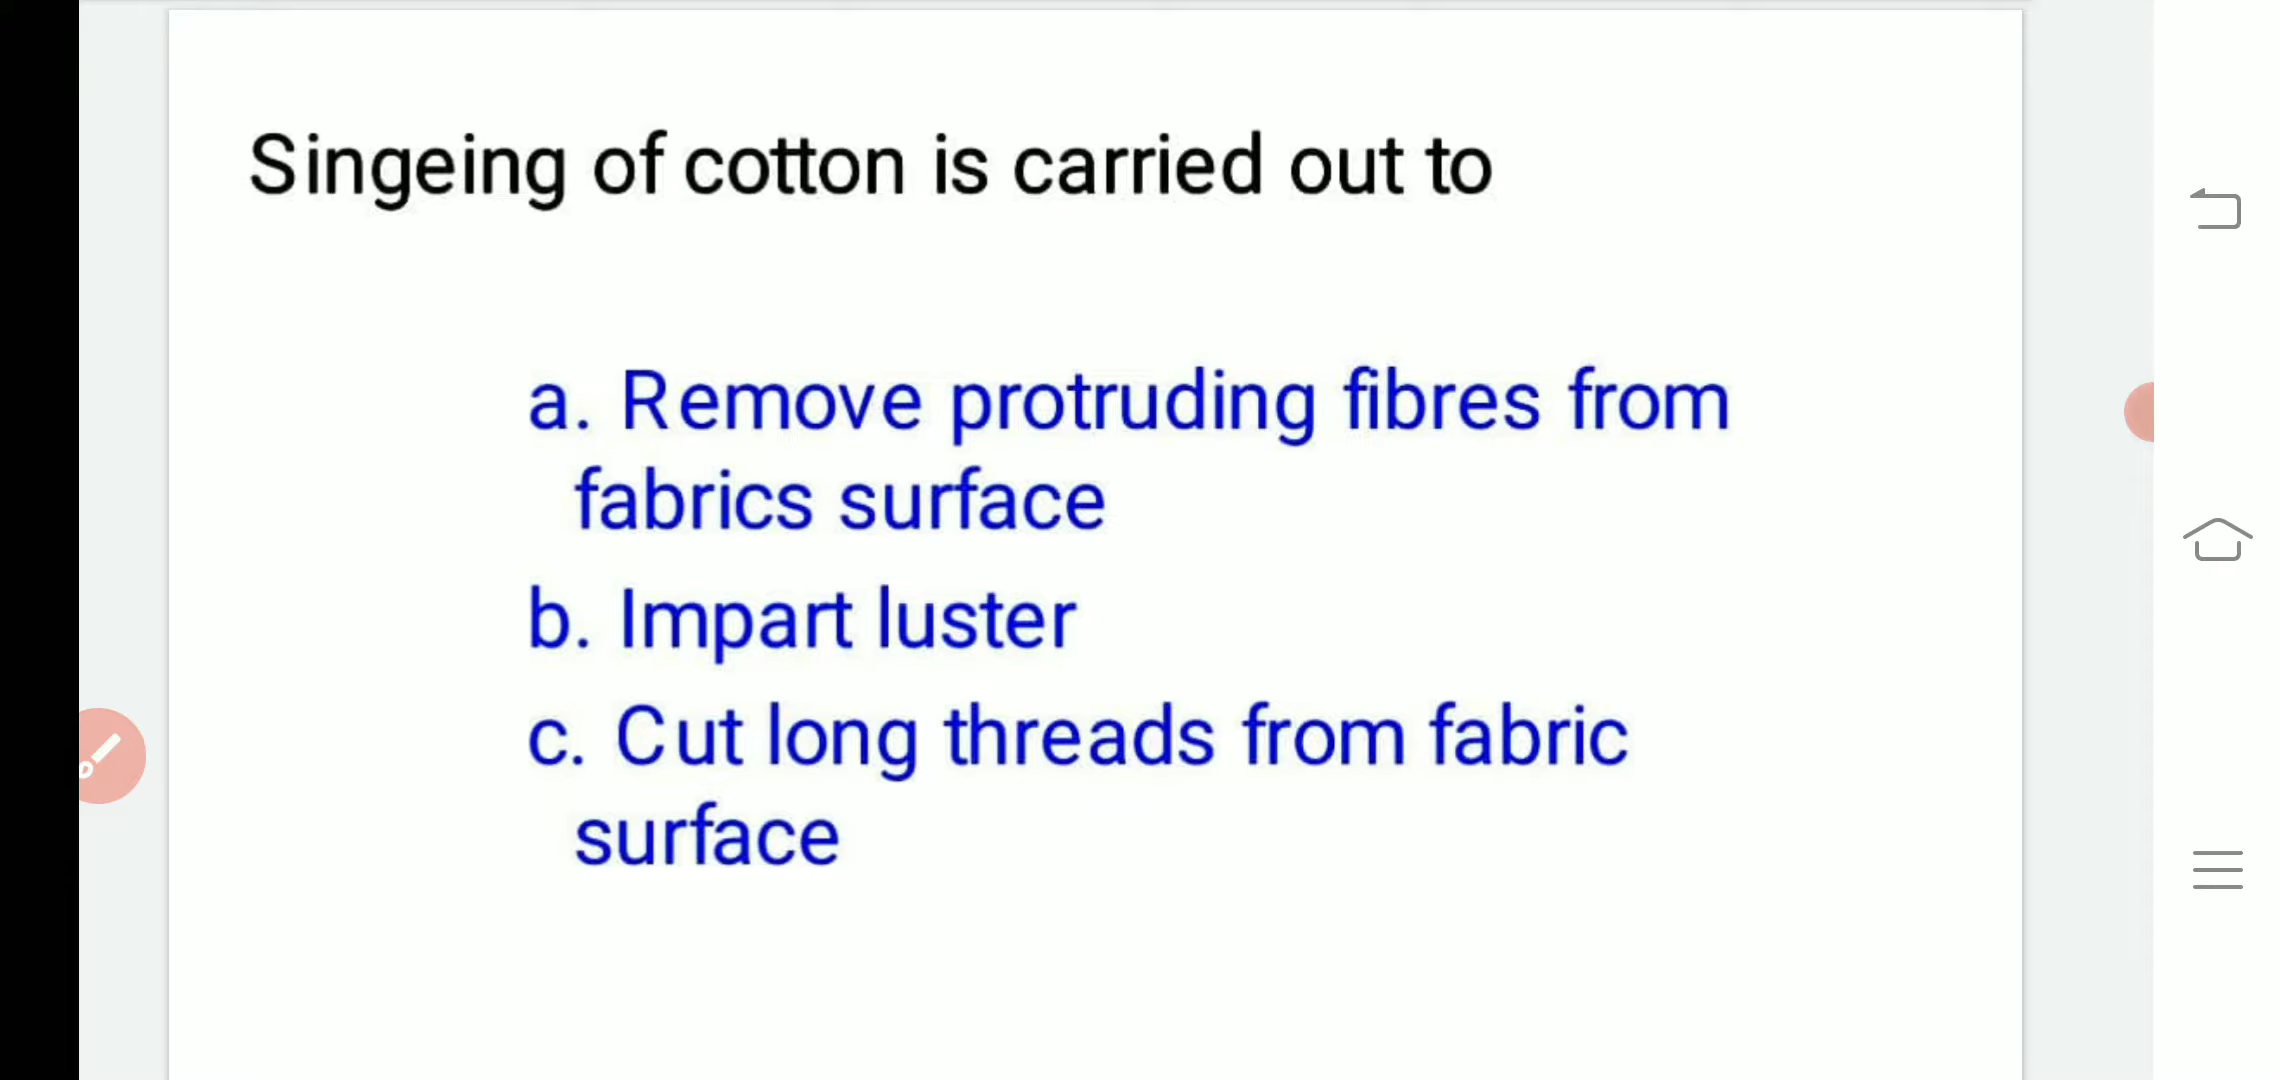 Singeing of cotton is carried out to
a. Remove protruding fibres from
fabrics surface
b. Impart luster
c. Cut long threads from fabric
surface